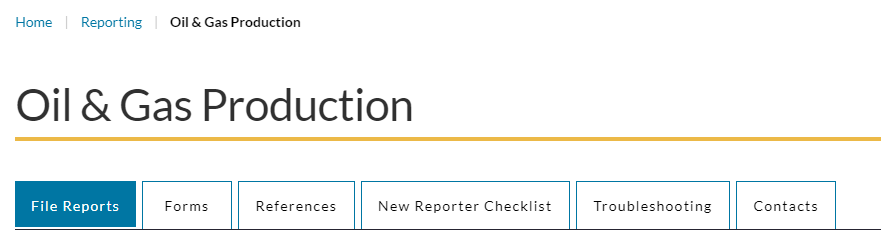 Home | Reporting | Oil & Gas Production
Oil & Gas Production
File Reports Forms References New Reporter Checklist Troubleshooting Contacts